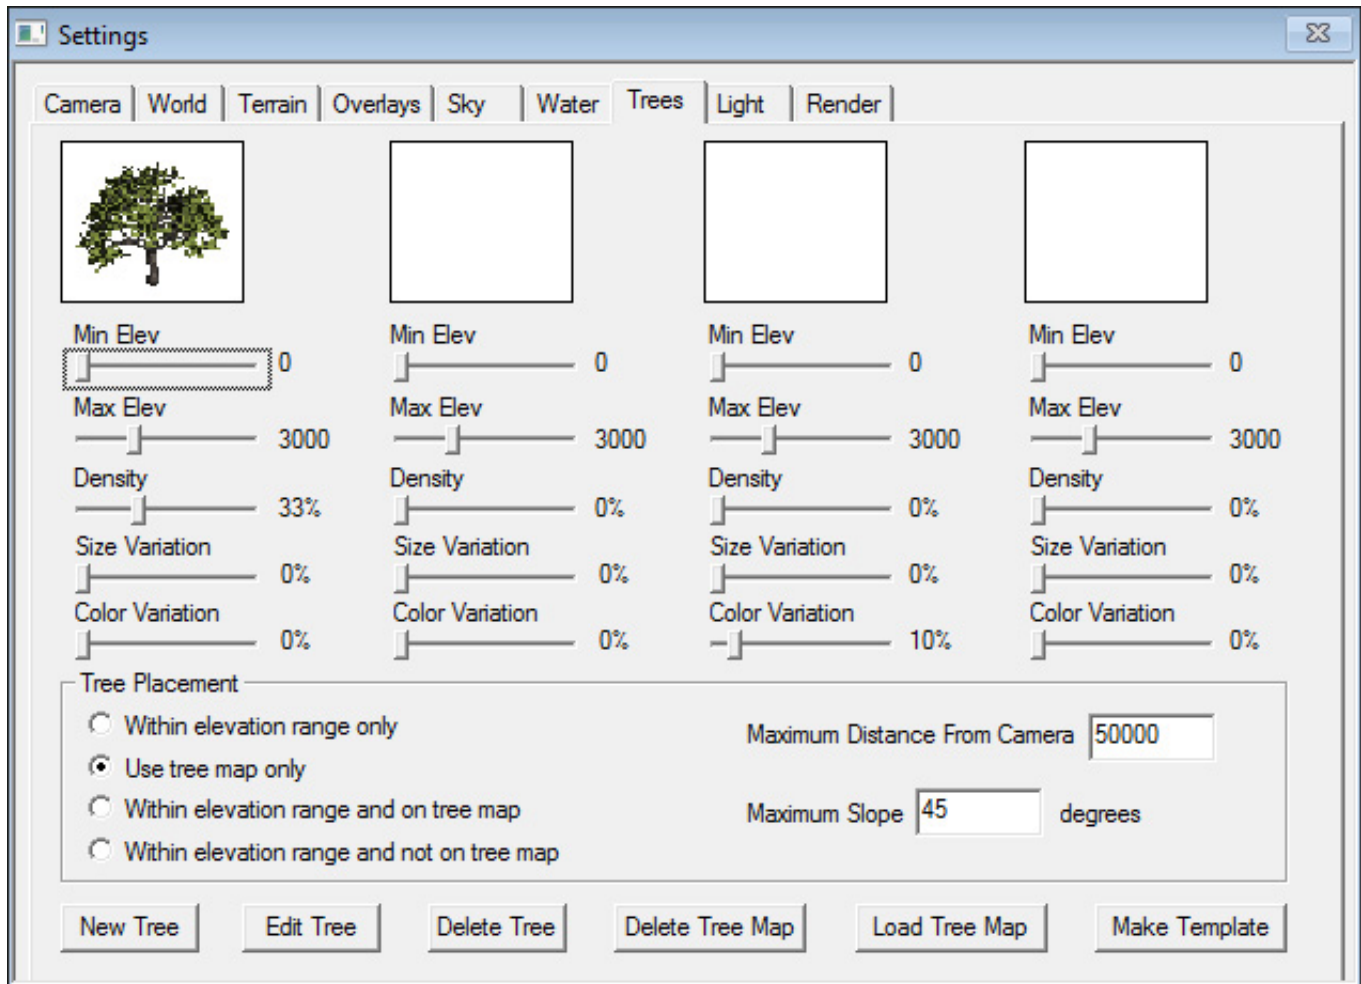 Settings
Camera World Terrain Overlays Sky Water Trees Light Render
Min Elev Min Elev Min Elev Min Elev
0 0 0 0
Max Elev Max Elev Max Elev Max Elev
3000 3000 3000 3000
Density Density Density Density
33% 0% 0% 0%
Size Variation Size Variation Size Variation Size Variation
0% 0% 0% 0%
Color Variation Color Variation Color Variation Color Variation
0% 0% 10% 0%
Tree Placement
Within elevation range only
Use tree map only
Within elevation range and on tree map
Within elevation range and not on tree map
Maximum Distance From Camera 50000
Maximum Slope 45 degrees
New Tree Edit Tree Delete Tree Delete Tree Map Load Tree Map Make Template